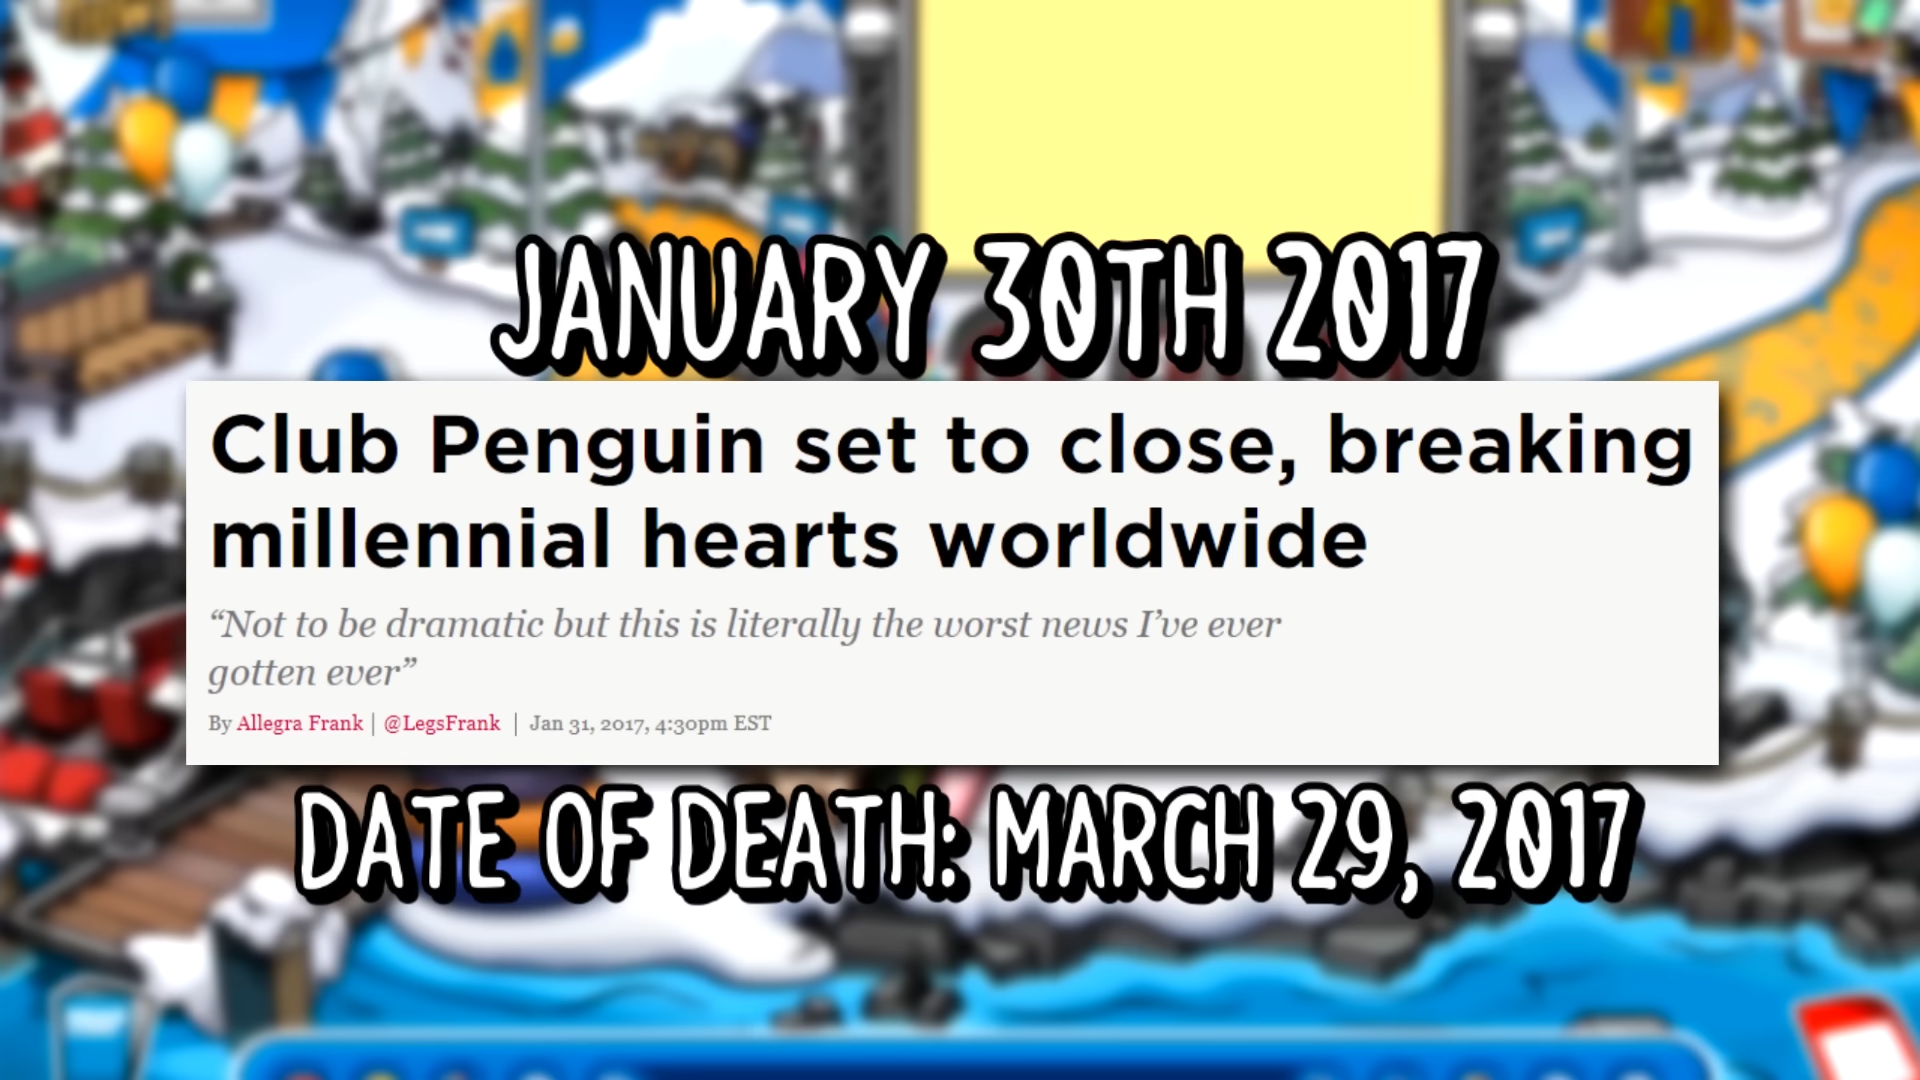 JANUARY 30TH 2017
Club Penguin set to close, breaking
millennial hearts worldwide
“Not to be dramatic but this is literally the worst news I’ve ever
gotten ever”
By Allegra Frank | @LegsFrank | Jan 31, 2017, 4:30pm EST
DATE OF DEATH: MARCH 29, 2017